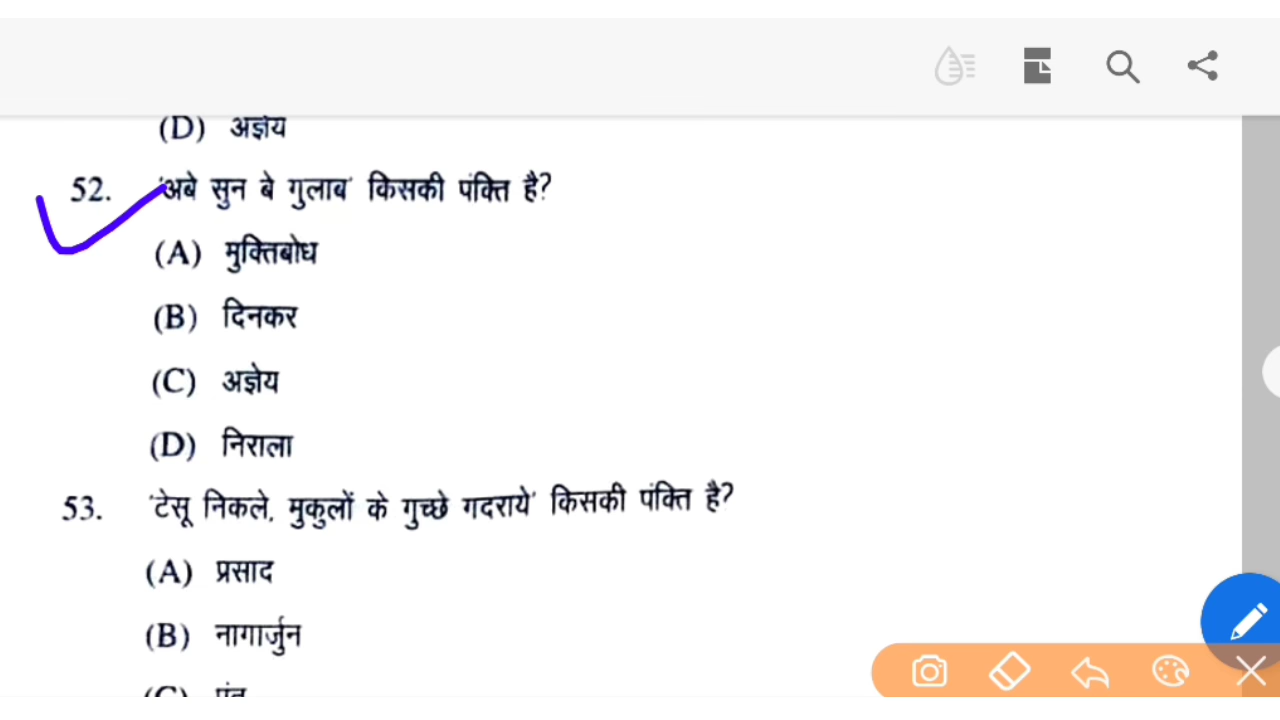 (D) अज्ञेय
52. 'अबे सुन बे गुलाब' किसकी पंक्ति है?
(A) मुक्तिबोध
(B) दिनकर
(C) अज्ञेय
(D) निराला
53. 'टेसू निकले, मुकुलों के गुच्छे गदराये' किसकी पंक्ति है?
(A) प्रसाद
(B) नागार्जुन
(C) पंत